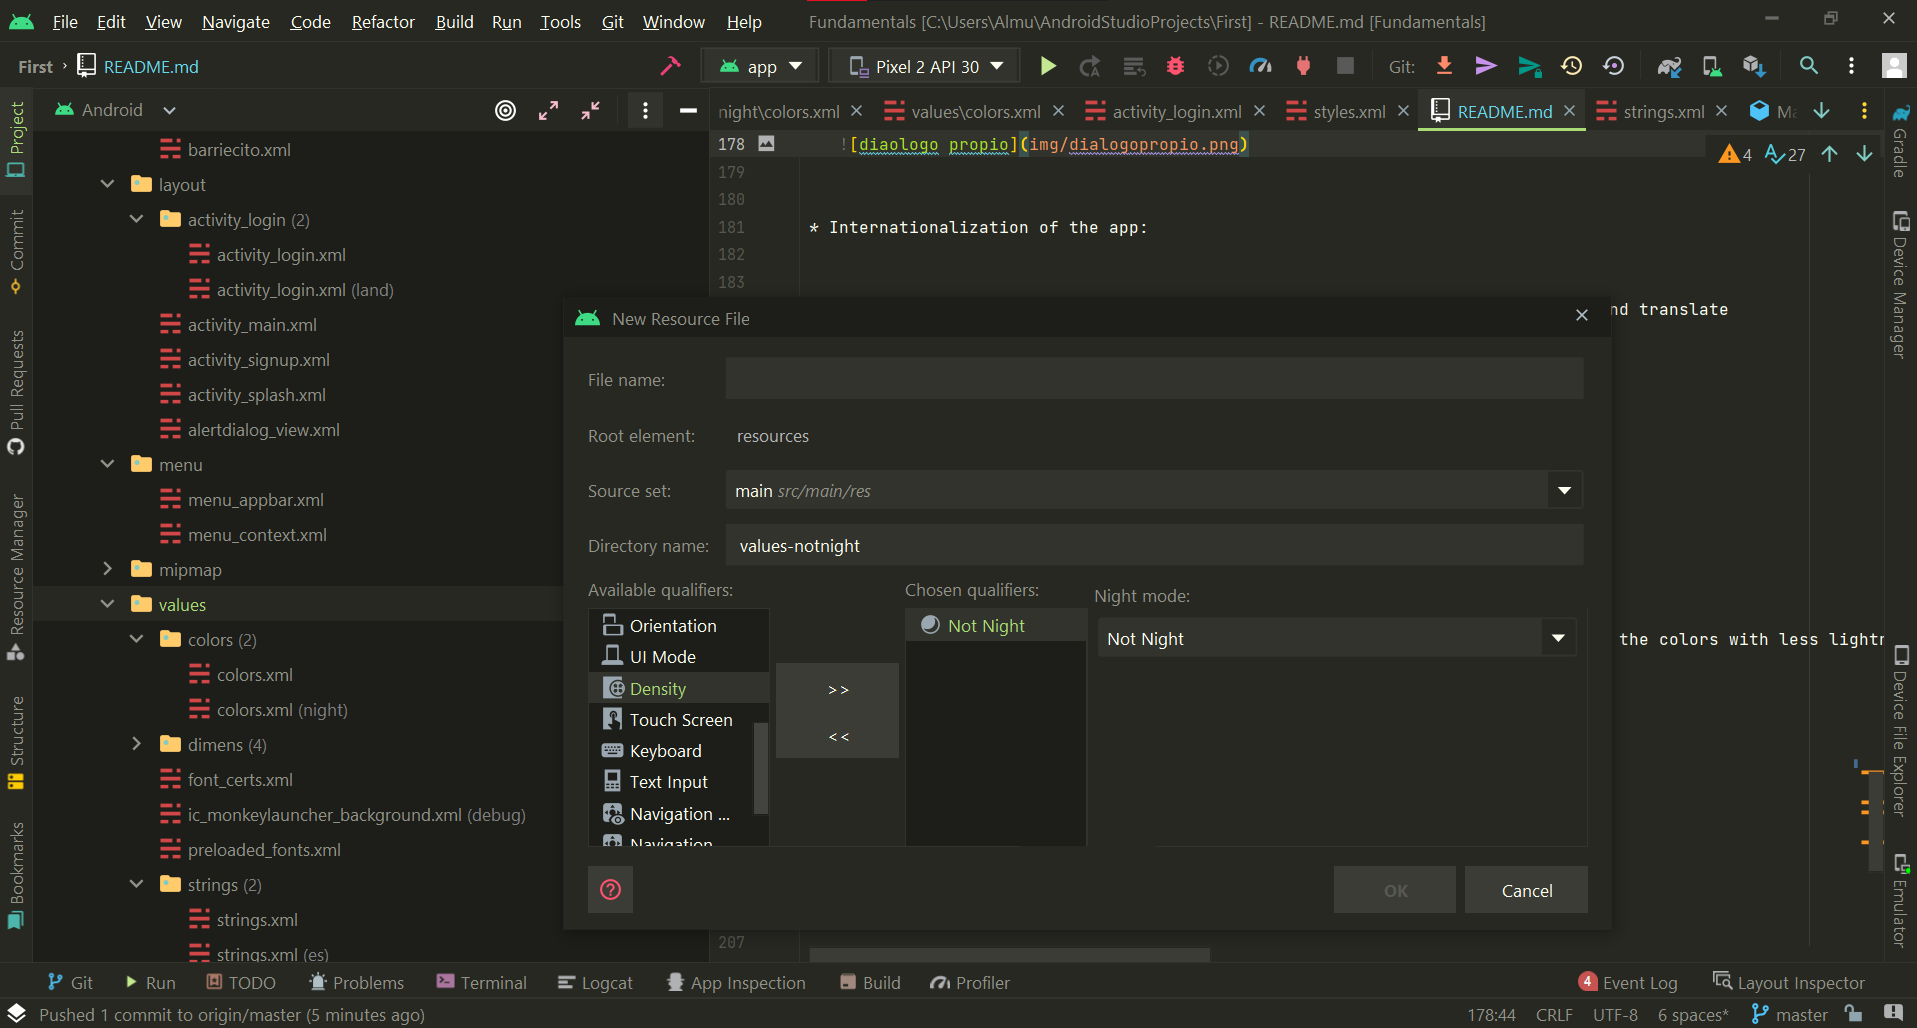 File Edit View Navigate Code Refactor Build Run Tools Git Window Help Fundamentals [C:\Users\Almu\AndroidStudioProjects\First] - README.md [Fundamentals]
First README.md app Pixel 2 API 30 Git:
Project
Commit
Pull Requests
Resource Manager
Structure
Bookmarks
Android
barriecito.xml
layout
activity_login (2)
activity_login.xml
activity_login.xml (land)
activity_main.xml
activity_signup.xml
activity_splash.xml
alertdialog_view.xml
menu
menu_appbar.xml
menu_context.xml
mipmap
values
colors (2)
colors.xml
colors.xml (night)
dimens (4)
font_certs.xml
ic_monkeylauncher_background.xml (debug)
preloaded_fonts.xml
strings (2)
strings.xml
strings.xml (es)
night\colors.xml values\colors.xml activity_login.xml styles.xml README.md strings.xml Ma
178 ![diaologo propio](img/dialogopropio.png)
4 27
179
180
181 * Internationalization of the app:
182
183
nd translate
the colors with less lightn
207
New Resource File
File name:
Root element: resources
Source set: main src/main/res
Directory name: values-notnight
Available qualifiers:
Orientation
UI Mode
Density
Touch Screen
Keyboard
Text Input
Navigation ...
Navigation
>>
<<
Chosen qualifiers:
Not Night
Night mode:
Not Night
OK Cancel
Gradle
Device Manager
Device File Explorer
Emulator
Git Run TODO Problems Terminal Logcat App Inspection Build Profiler 4 Event Log Layout Inspector
Pushed 1 commit to origin/master (5 minutes ago) 178:44 CRLF UTF-8 6 spaces* master